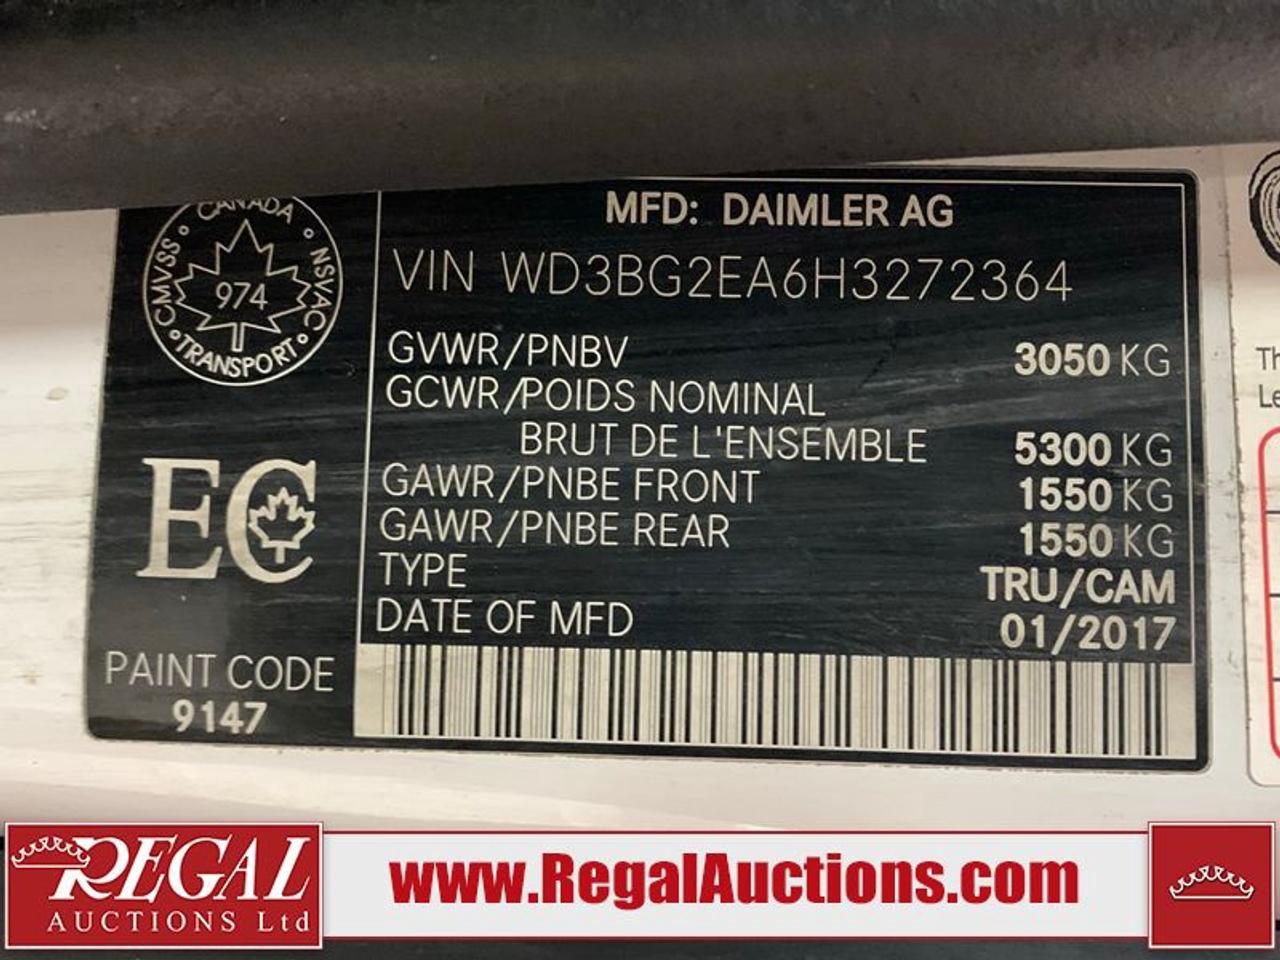 CANADA
CMVSS
NSVAC
974
TRANSPORT
MFD: DAIMLER AG
VIN WD3BG2EA6H3272364
GVWR/PNBV 3050 KG
GCWR/POIDS NOMINAL
BRUT DE L'ENSEMBLE 5300 KG
GAWR/PNBE FRONT 1550 KG
GAWR/PNBE REAR 1550 KG
TYPE TRU/CAM
DATE OF MFD 01/2017
EC
PAINT CODE
9147
REGAL
AUCTIONS Ltd
www.RegalAuctions.com